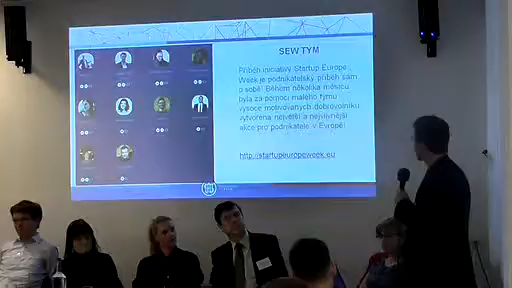 SEW TÝM
Příběh iniciativy Startup Europe
Week je podnikatelský příběh sám
o sobě! Během několika měsíců
byla za pomoci malého týmu
vysoce motivovaných dobrovolníků
vytvořena největší a nejvlivnější
akce pro podnikatele v Evropě!
http://startupeuropeweek.eu